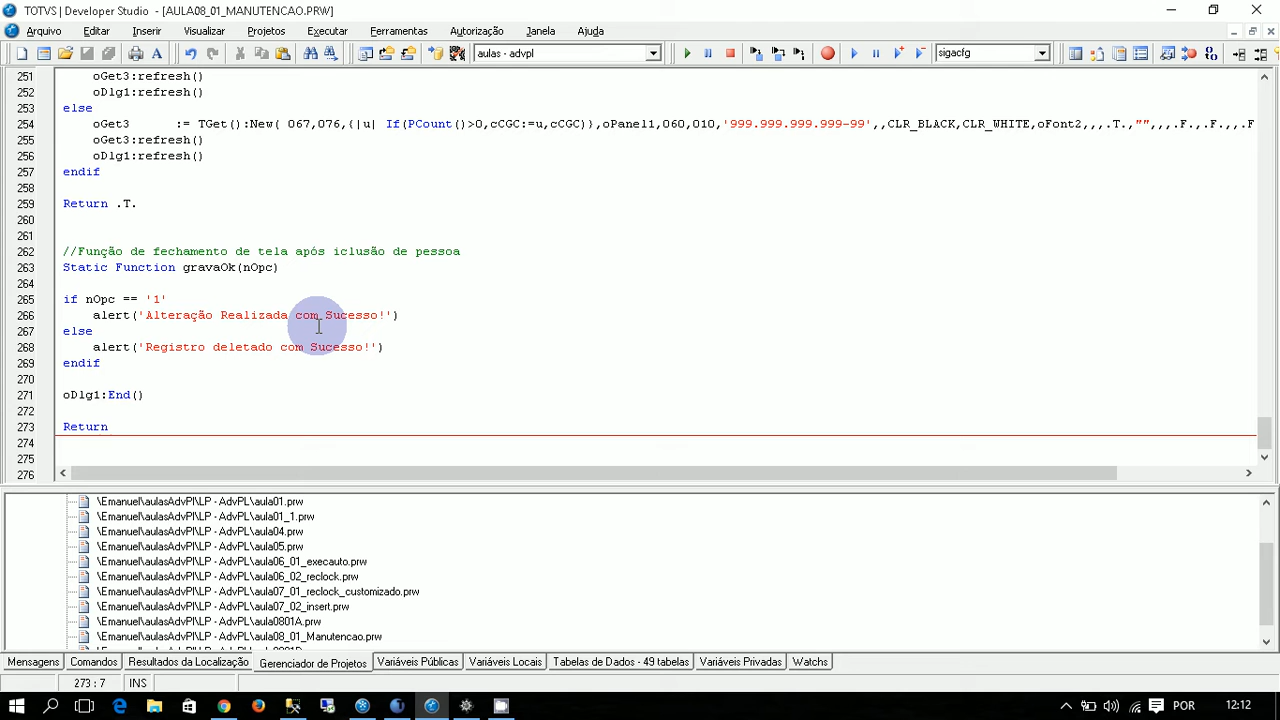 TOTVS | Developer Studio - [AULA08_01_MANUTENCAO.PRW]
Arquivo Editar Inserir Visualizar Projetos Executar Ferramentas Autorização Janeia Ajuda
aulas - advpl sigacfg
251 oGet3:refresh()
252 oDlg1:refresh()
253 else
254 oGet3 := TGet():New( 067,076,{|u| If(PCount()>0,cCGC:=u,cCGC)},oPanel1,060,010,'999.999.999.999-99',,CLR_BLACK,CLR_WHITE,oFont2,,,.T.,"",,,.F.,.F.,,.F
255 oGet3:refresh()
256 oDlg1:refresh()
257 endif
258
259 Return .T.
260
261
262 //Função de fechamento de tela após iclusão de pessoa
263 Static Function gravaOk(nOpc)
264
265 if nOpc == '1'
266 alert('Alteração Realizada com Sucesso!')
267 else
268 alert('Registro deletado com Sucesso!')
269 endif
270
271 oDlg1:End()
272
273 Return
274
275
276
\Emanuel\aulasAdvPl\LP - AdvPL\aula01.prw
\Emanuel\aulasAdvPl\LP - AdvPL\aula01_1.prw
\Emanuel\aulasAdvPl\LP - AdvPL\aula04.prw
\Emanuel\aulasAdvPl\LP - AdvPL\aula05.prw
\Emanuel\aulasAdvPl\LP - AdvPL\aula06_01_execauto.prw
\Emanuel\aulasAdvPl\LP - AdvPL\aula06_02_reclock.prw
\Emanuel\aulasAdvPl\LP - AdvPL\aula07_01_reclock_customizado.prw
\Emanuel\aulasAdvPl\LP - AdvPL\aula07_02_insert.prw
\Emanuel\aulasAdvPl\LP - AdvPL\aula0801A.prw
\Emanuel\aulasAdvPl\LP - AdvPL\aula08_01_Manutencao.prw
Mensagens Comandos Resultados da Localização Gerenciador de Projetos Variáveis Públicas Variáveis Locais Tabelas de Dados - 49 tabelas Variáveis Privadas Watchs
273 : 7 INS
POR 12:12